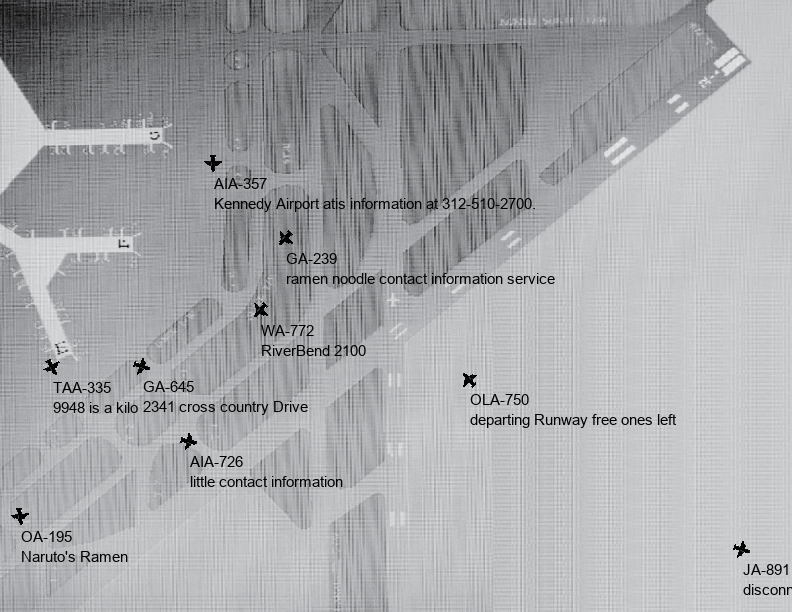 G
F
AIA-357
Kennedy Airport atis information at 312-510-2700.
GA-239
ramen noodle contact information service
WA-772
RiverBend 2100
TAA-335
9948 is a kilo
GA-645
2341 cross country Drive
OLA-750
departing Runway free ones left
AIA-726
little contact information
OA-195
Naruto's Ramen
JA-891
disconn